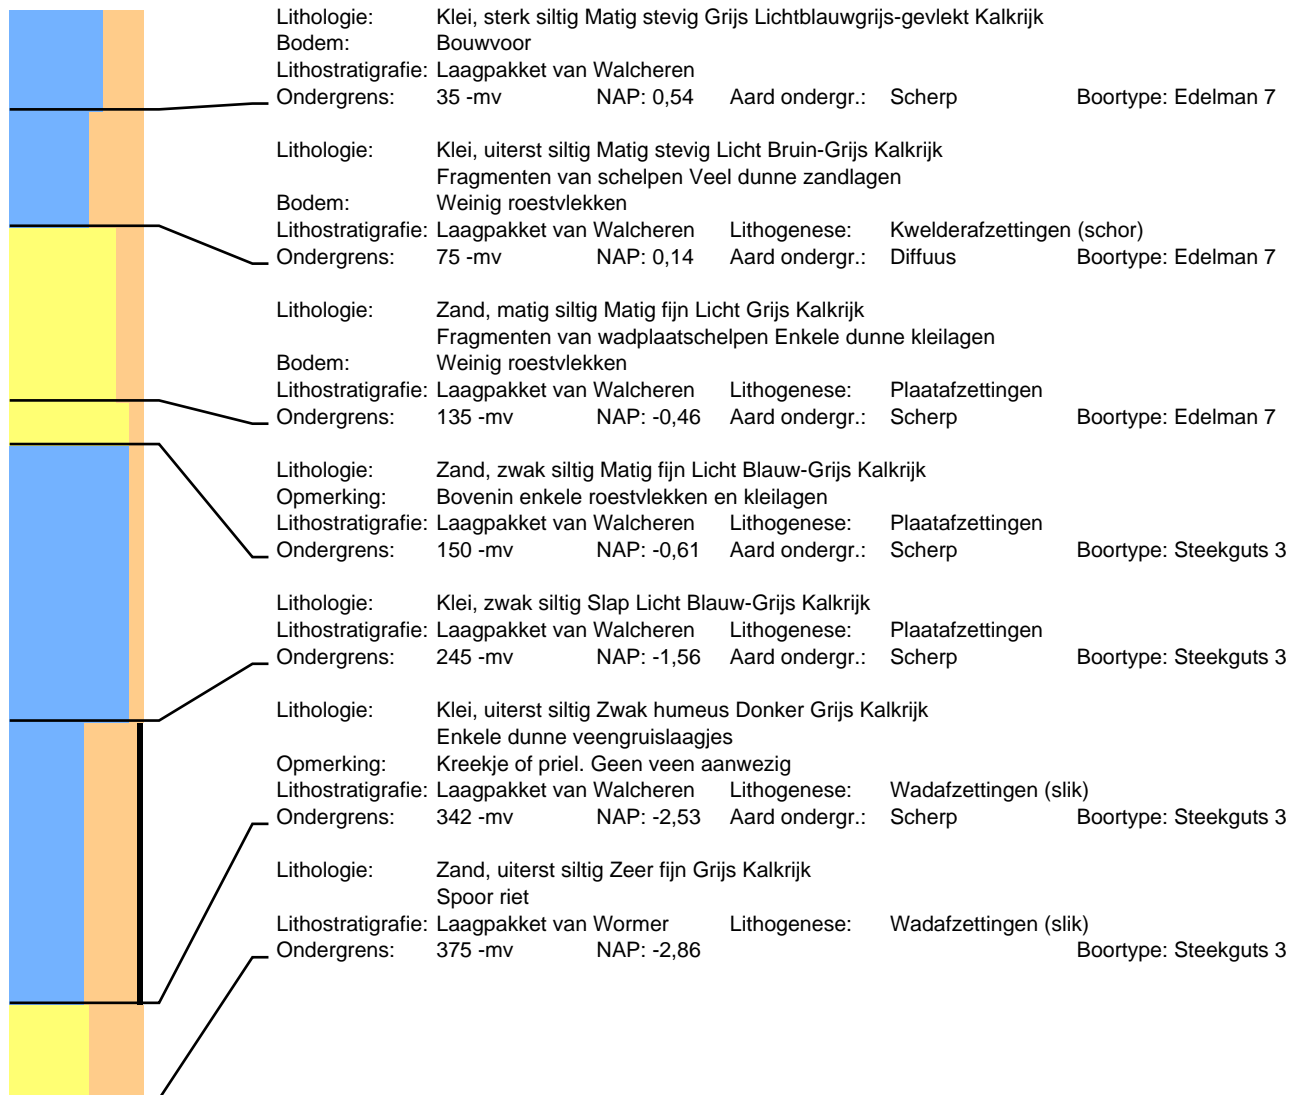 Lithologie: Klei, sterk siltig Matig stevig Grijs Lichtblauwgrijs-gevlekt Kalkrijk
Bodem: Bouwvoor
Lithostratigrafie: Laagpakket van Walcheren
Ondergrens: 35 -mv NAP: 0,54 Aard ondergr.: Scherp Boortype: Edelman 7
Lithologie: Klei, uiterst siltig Matig stevig Licht Bruin-Grijs Kalkrijk
Fragmenten van schelpen Veel dunne zandlagen
Bodem: Weinig roestvlekken
Lithostratigrafie: Laagpakket van Walcheren Lithogenese: Kwelderafzettingen (schor)
Ondergrens: 75 -mv NAP: 0,14 Aard ondergr.: Diffuus Boortype: Edelman 7
Lithologie: Zand, matig siltig Matig fijn Licht Grijs Kalkrijk
Fragmenten van wadplaatschelpen Enkele dunne kleilagen
Bodem: Weinig roestvlekken
Lithostratigrafie: Laagpakket van Walcheren Lithogenese: Plaatafzettingen
Ondergrens: 135 -mv NAP: -0,46 Aard ondergr.: Scherp Boortype: Edelman 7
Lithologie: Zand, zwak siltig Matig fijn Licht Blauw-Grijs Kalkrijk
Opmerking: Bovenin enkele roestvlekken en kleilagen
Lithostratigrafie: Laagpakket van Walcheren Lithogenese: Plaatafzettingen
Ondergrens: 150 -mv NAP: -0,61 Aard ondergr.: Scherp Boortype: Steekguts 3
Lithologie: Klei, zwak siltig Slap Licht Blauw-Grijs Kalkrijk
Lithostratigrafie: Laagpakket van Walcheren Lithogenese: Plaatafzettingen
Ondergrens: 245 -mv NAP: -1,56 Aard ondergr.: Scherp Boortype: Steekguts 3
Lithologie: Klei, uiterst siltig Zwak humeus Donker Grijs Kalkrijk
Enkele dunne veengruislaagjes
Opmerking: Kreekje of priel. Geen veen aanwezig
Lithostratigrafie: Laagpakket van Walcheren Lithogenese: Wadafzettingen (slik)
Ondergrens: 342 -mv NAP: -2,53 Aard ondergr.: Scherp Boortype: Steekguts 3
Lithologie: Zand, uiterst siltig Zeer fijn Grijs Kalkrijk
Spoor riet
Lithostratigrafie: Laagpakket van Wormer Lithogenese: Wadafzettingen (slik)
Ondergrens: 375 -mv NAP: -2,86 Boortype: Steekguts 3